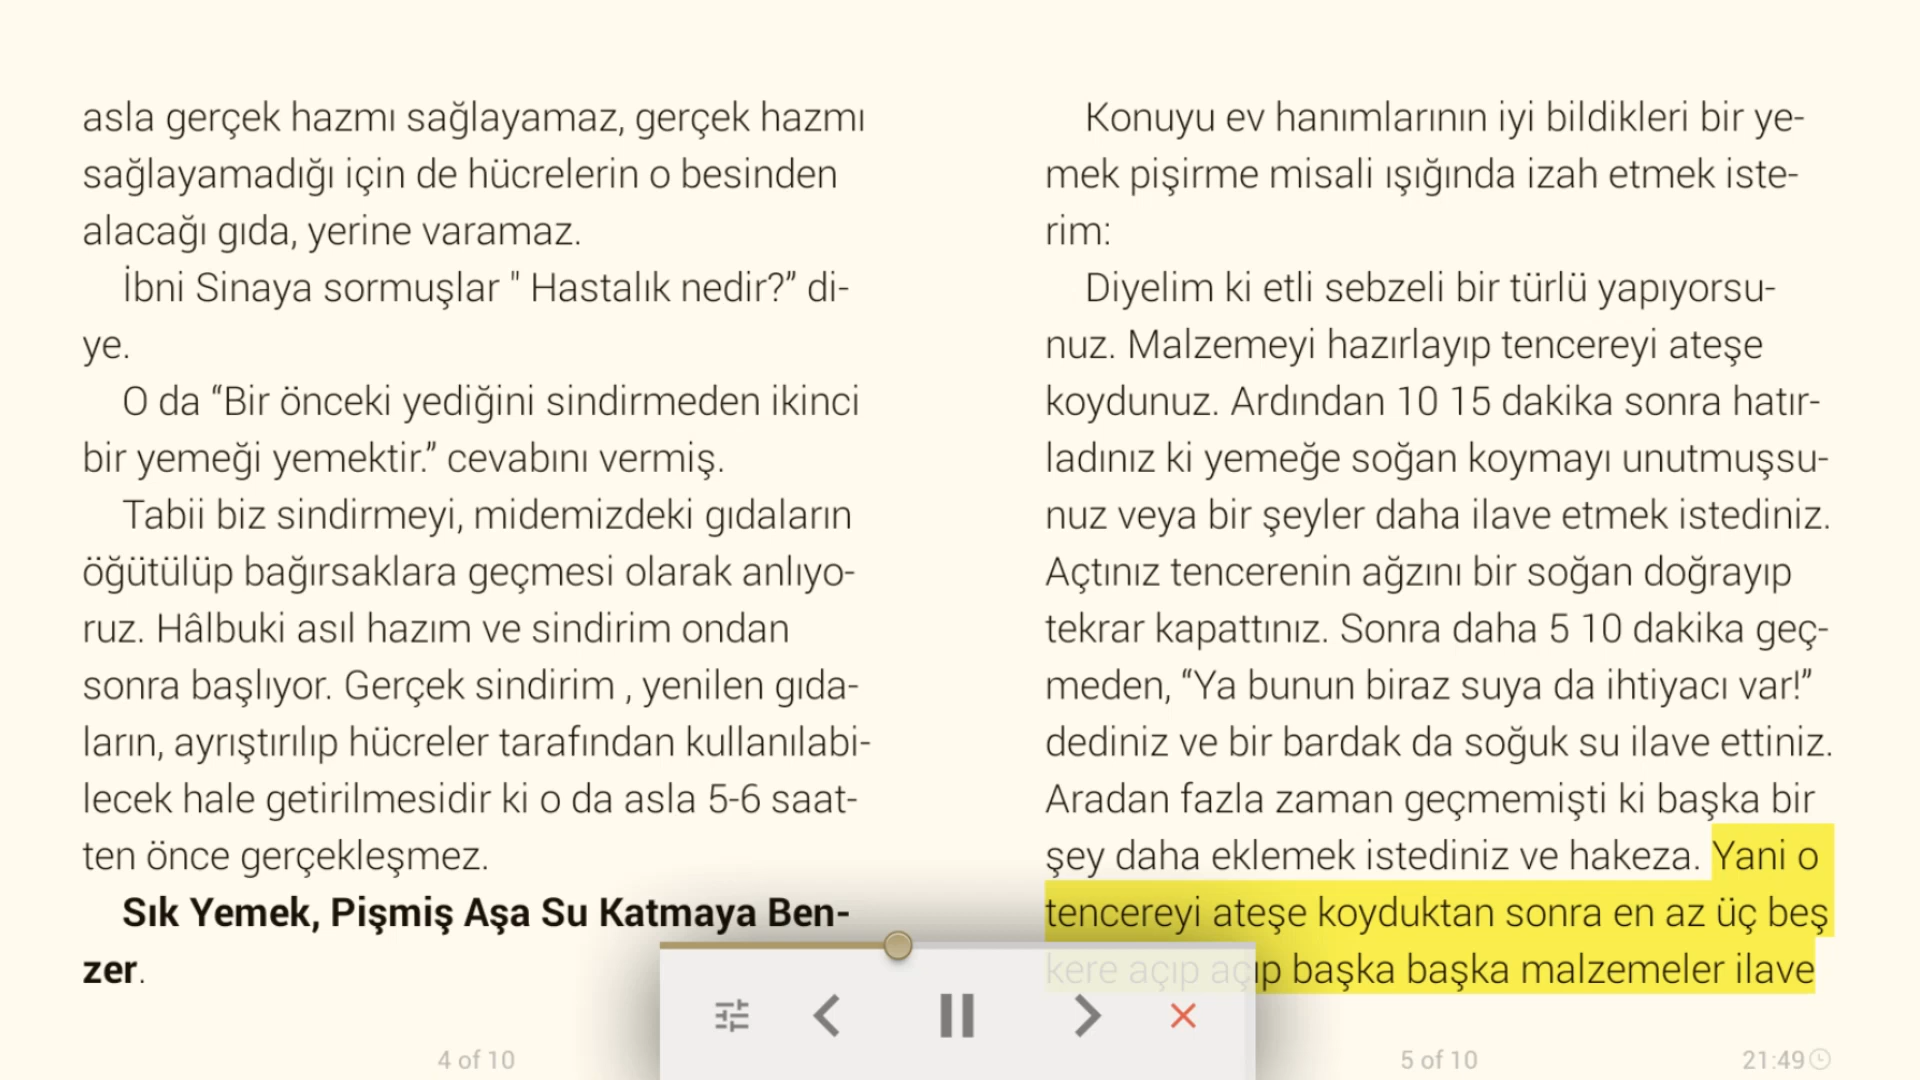 asla gerçek hazmı sağlayamaz, gerçek hazmı
sağlayamadığı için de hücrelerin o besinden
alacağı gıda, yerine varamaz.
İbni Sinaya sormuşlar " Hastalık nedir?” di-
ye.
O da “Bir önceki yediğini sindirmeden ikinci
bir yemeği yemektir.” cevabını vermiş.
Tabii biz sindirmeyi, midemizdeki gıdaların
öğütülüp bağırsaklara geçmesi olarak anlıyo-
ruz. Hâlbuki asıl hazım ve sindirim ondan
sonra başlıyor. Gerçek sindirim , yenilen gıda-
ların, ayrıştırılıp hücreler tarafından kullanılabi-
lecek hale getirilmesidir ki o da asla 5-6 saat-
ten önce gerçekleşmez.
Sık Yemek, Pişmiş Aşa Su Katmaya Ben-
zer.
4 of 10
Konuyu ev hanımlarının iyi bildikleri bir ye-
mek pişirme misali ışığında izah etmek iste-
rim:
Diyelim ki etli sebzeli bir türlü yapıyorsu-
nuz. Malzemeyi hazırlayıp tencereyi ateşe
koydunuz. Ardından 10 15 dakika sonra hatır-
ladınız ki yemeğe soğan koymayı unutmuşsu-
nuz veya bir şeyler daha ilave etmek istediniz.
Açtınız tencerenin ağzını bir soğan doğrayıp
tekrar kapattınız. Sonra daha 5 10 dakika geç-
meden, “Ya bunun biraz suya da ihtiyacı var!”
dediniz ve bir bardak da soğuk su ilave ettiniz.
Aradan fazla zaman geçmemişti ki başka bir
şey daha eklemek istediniz ve hakeza. Yani o
tencereyi ateşe koyduktan sonra en az üç beş
kere açıp açıp başka başka malzemeler ilave
5 of 10
21:49